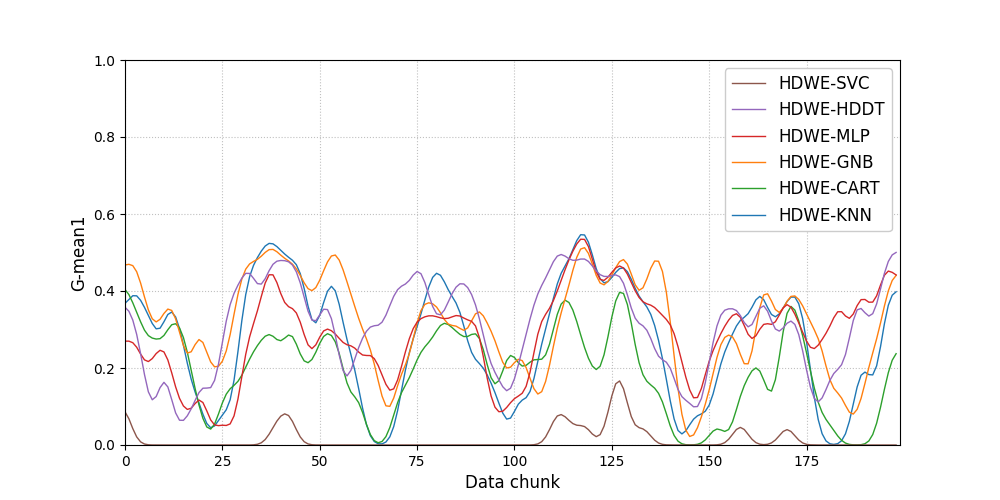 1.0
0.8
0.6
0.4
0.2
0.0
G-mean1
HDWE-SVC
HDWE-HDDT
HDWE-MLP
HDWE-GNB
HDWE-CART
HDWE-KNN
0 25 50 75 100 125 150 175
Data chunk